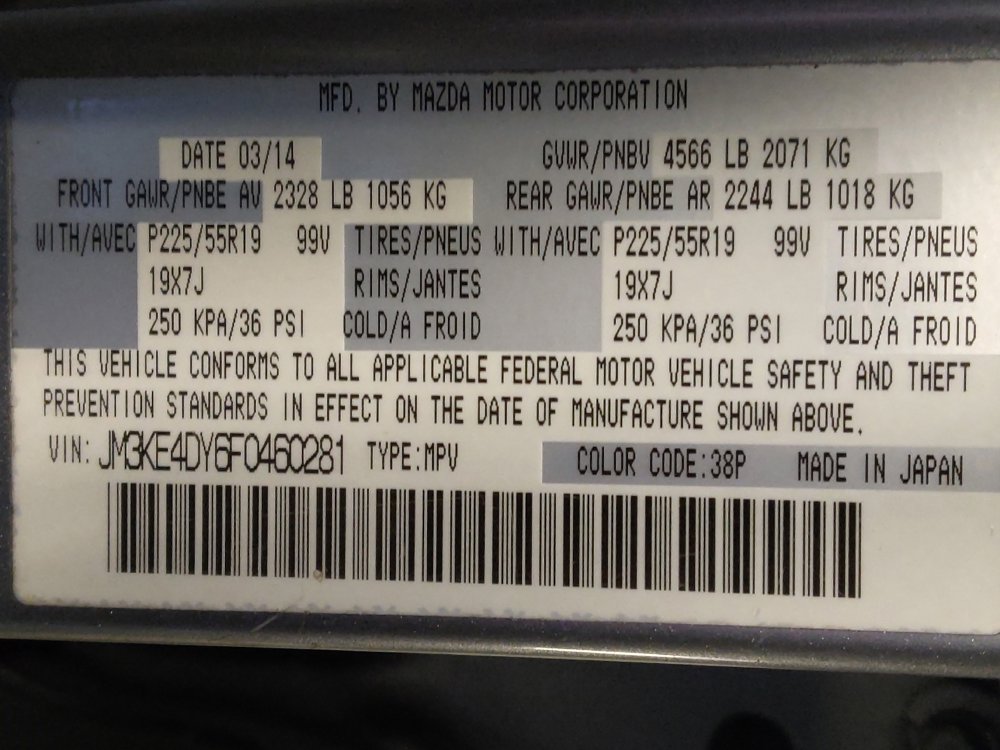 MFD. BY MAZDA MOTOR CORPORATION
DATE 03/14 GVWR/PNBV 4566 LB 2071 KG
FRONT GAWR/PNBE AV 2328 LB 1056 KG REAR GAWR/PNBE AR 2244 LB 1018 KG
WITH/AVEC P225/55R19 99V TIRES/PNEUS WITH/AVEC P225/55R19 99V TIRES/PNEUS
19X7J RIMS/JANTES 19X7J RIMS/JANTES
250 KPA/36 PSI COLD/A FROID 250 KPA/36 PSI COLD/A FROID
THIS VEHICLE CONFORMS TO ALL APPLICABLE FEDERAL MOTOR VEHICLE SAFETY AND THEFT
PREVENTION STANDARDS IN EFFECT ON THE DATE OF MANUFACTURE SHOWN ABOVE.
VIN: JM3KE4DY6F0460281 TYPE:MPV COLOR CODE:38P MADE IN JAPAN